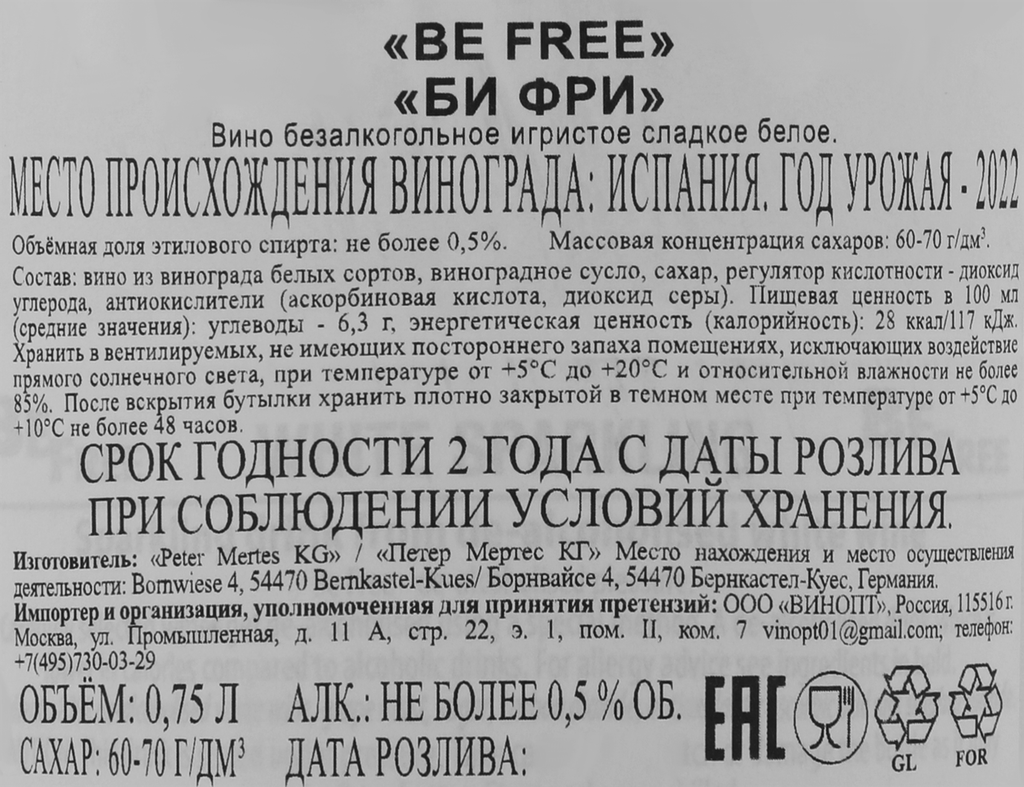 «BE FREE»
«БИ ФРИ»
Вино безалкогольное игристое сладкое белое.
МЕСТО ПРОИСХОЖДЕНИЯ ВИНОГРАДА: ИСПАНИЯ. ГОД УРОЖАЯ - 2022
Объёмная доля этилового спирта: не более 0,5%. Массовая концентрация сахаров: 60-70 г/дм³.
Состав: вино из винограда белых сортов, виноградное сусло, сахар, регулятор кислотности - диоксид
углерода, антиокислители (аскорбиновая кислота, диоксид серы). Пищевая ценность в 100 мл
(средние значения): углеводы - 6,3 г, энергетическая ценность (калорийность): 28 ккал/117 кДж.
Хранить в вентилируемых, не имеющих постороннего запаха помещениях, исключающих воздействие
прямого солнечного света, при температуре от +5°C до +20°C и относительной влажности не более
85%. После вскрытия бутылки хранить плотно закрытой в темном месте при температуре от +5°C до
+10°C не более 48 часов.
СРОК ГОДНОСТИ 2 ГОДА С ДАТЫ РОЗЛИВА
ПРИ СОБЛЮДЕНИИ УСЛОВИЙ ХРАНЕНИЯ.
Изготовитель: «Peter Mertes KG» / «Петер Мертес КГ» Место нахождения и место осуществления
деятельности: Bornwiese 4, 54470 Bernkastel-Kues/ Борнвайсе 4, 54470 Бернкастел-Куес, Германия.
Импортер и организация, уполномоченная для принятия претензий: ООО «ВИНОПТ», Россия, 115516 г.
Москва, ул. Промышленная, д. 11 А, стр. 22, э. 1, пом. II, ком. 7 vinopt01@gmail.com; телефон:
+7(495)730-03-29
ОБЪЁМ: 0,75 Л АЛК.: НЕ БОЛЕЕ 0,5 % ОБ.
САХАР: 60-70 Г/ДМ³ ДАТА РОЗЛИВА:
EAC
GL
FOR